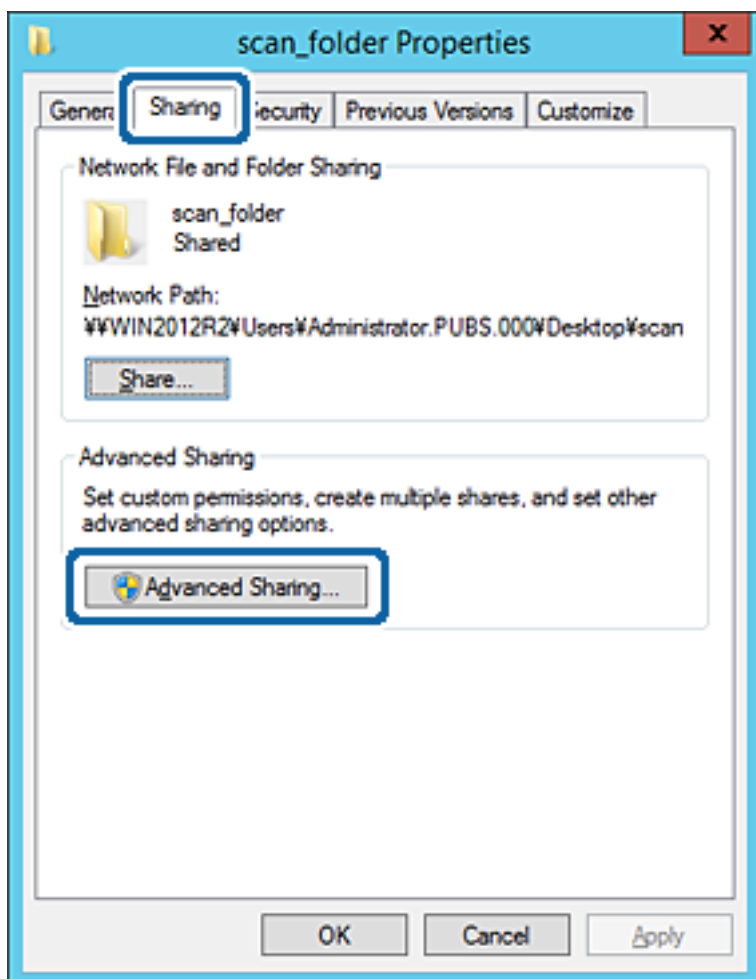 scan_folder Properties
x
Genera Sharing ecurity Previous Versions Customize
Network File and Folder Sharing
scan_folder
Shared
Network Path:
¥¥WIN2012R2¥Users¥Administrator.PUBS.000¥Desktop¥scan
Share...
Advanced Sharing
Set custom permissions, create multiple shares, and set other
advanced sharing options.
Advanced Sharing...
OK Cancel Apply